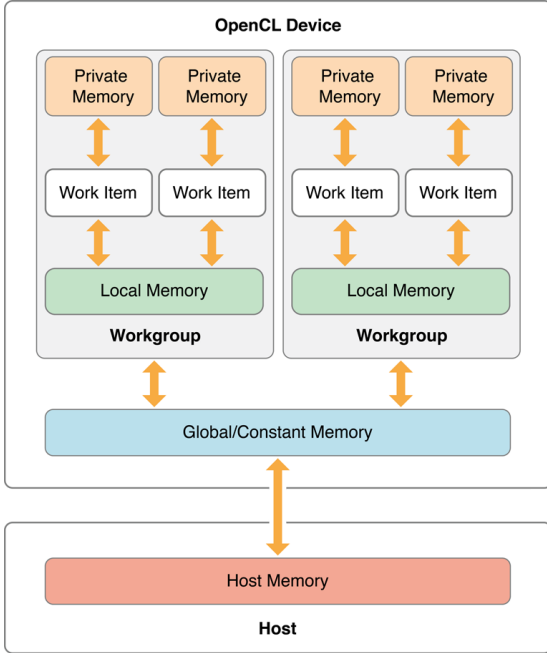 OpenCL Device
Private
Memory
Private
Memory
Private
Memory
Private
Memory
Work Item
Work Item
Work Item
Work Item
Local Memory
Local Memory
Workgroup
Workgroup
Global/Constant Memory
Host Memory
Host